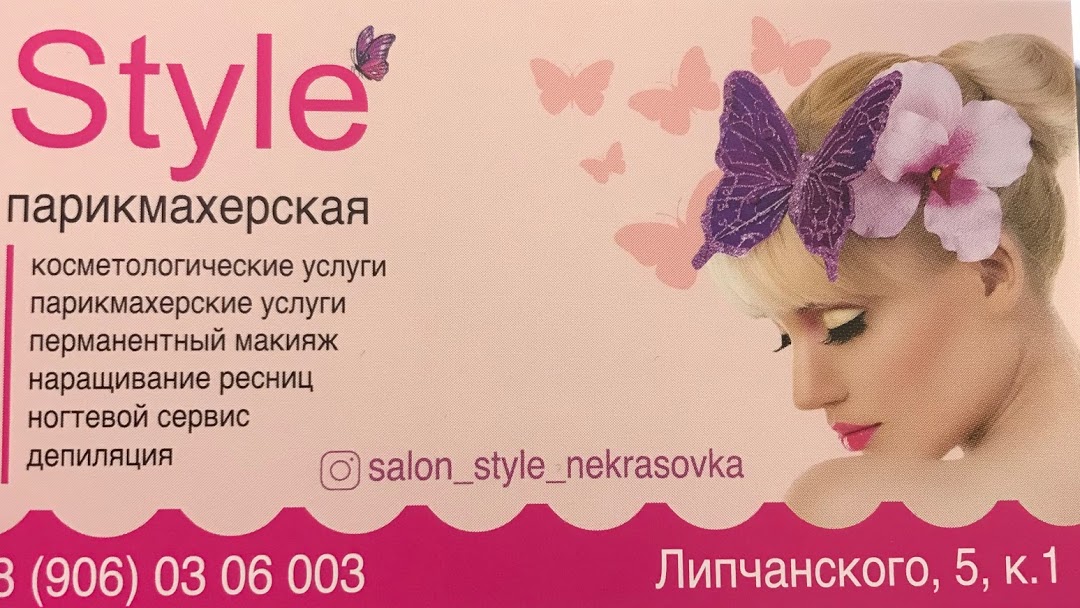 Style
парикмахерская
косметологические услуги
парикмахерские услуги
перманентный макияж
наращивание ресниц
ногтевой сервис
депиляция
salon_style_nekrasovka
8 (906) 03 06 003
Липчанского, 5, к.1